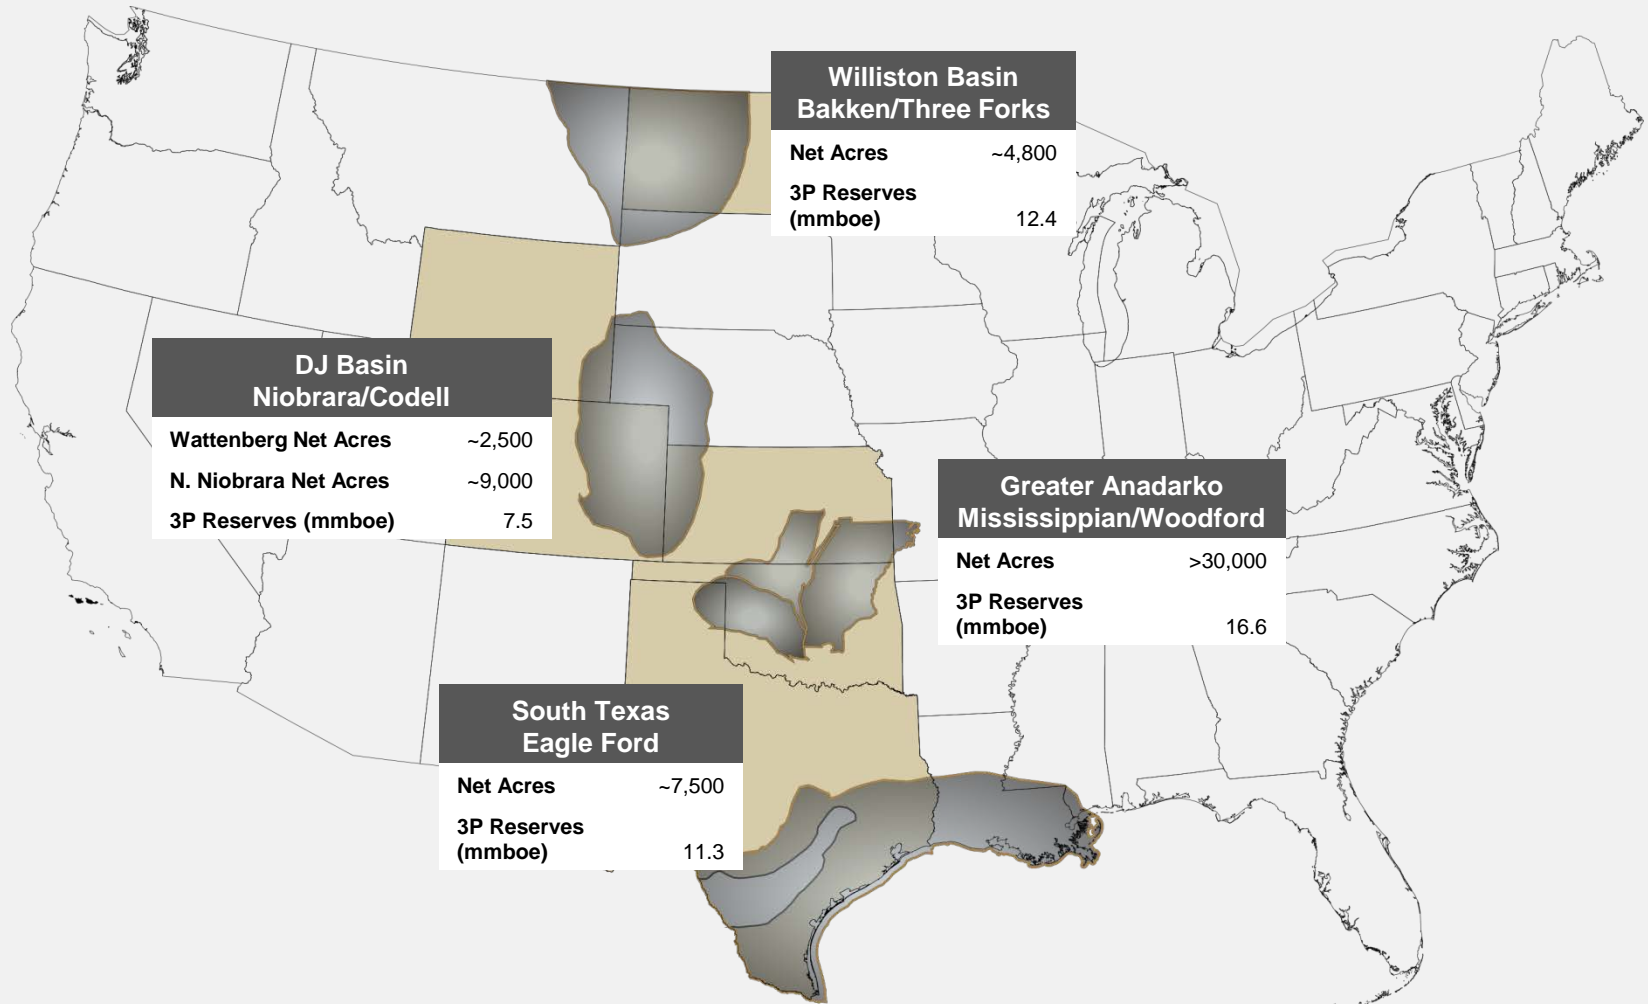 Williston Basin
Bakken/Three Forks
Net Acres ~4,800
3P Reserves
(mmboe) 12.4
DJ Basin
Niobrara/Codell
Wattenberg Net Acres ~2,500
N. Niobrara Net Acres ~9,000
3P Reserves (mmboe) 7.5
Greater Anadarko
Mississippian/Woodford
Net Acres >30,000
3P Reserves
(mmboe) 16.6
South Texas
Eagle Ford
Net Acres ~7,500
3P Reserves
(mmboe) 11.3